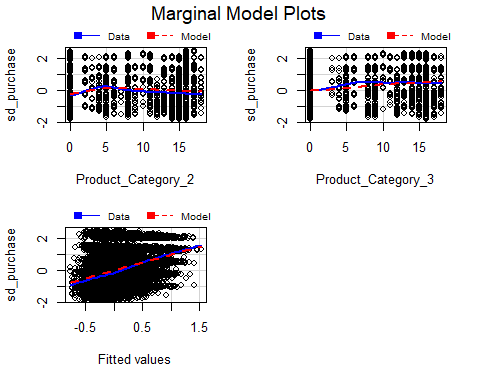 Marginal Model Plots
Data Model
sd_purchase
2
0
-2
0 5 10 15
Product_Category_2
Data Model
sd_purchase
2
0
-2
0 5 10 15
Product_Category_3
Data Model
sd_purchase
2
0
-2
-0.5 0.5 1.5
Fitted values